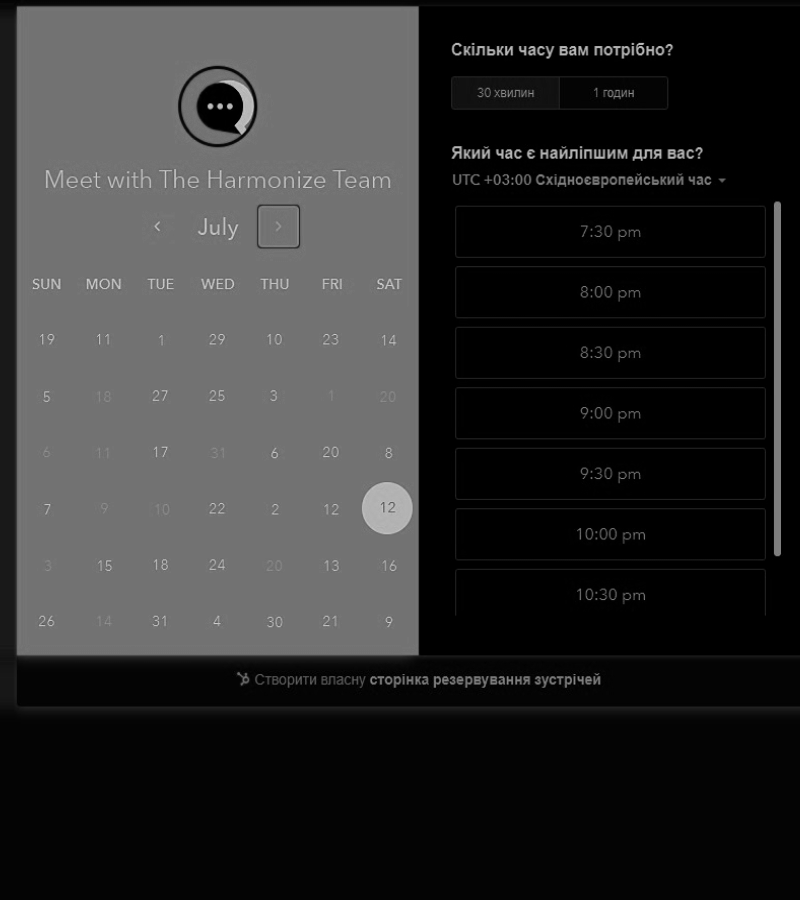 Meet with The Harmonize Team
July
SUN MON TUE WED THU FRI SAT
19 11 1 29 10 23 14
5 18 27 25 3 1 20
6 11 17 31 6 20 8
7 9 10 22 2 12 12
3 15 18 24 20 13 16
26 14 31 4 30 21 9
Скільки часу вам потрібно?
30 хвилин 1 годин
Який час є найліпшим для вас?
UTC +03:00 Східноєвропейський час
7:30 pm
8:00 pm
8:30 pm
9:00 pm
9:30 pm
10:00 pm
10:30 pm
Створити власну сторінка резервування зустрічей